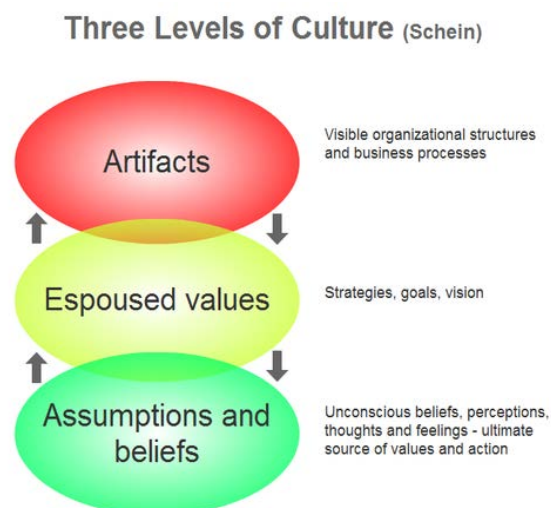 Three Levels of Culture (Schein)
Artifacts
Visible organizational structures
and business processes
Espoused values
Strategies, goals, vision
Assumptions and
beliefs
Unconscious beliefs, perceptions,
thoughts and feelings - ultimate
source of values and action